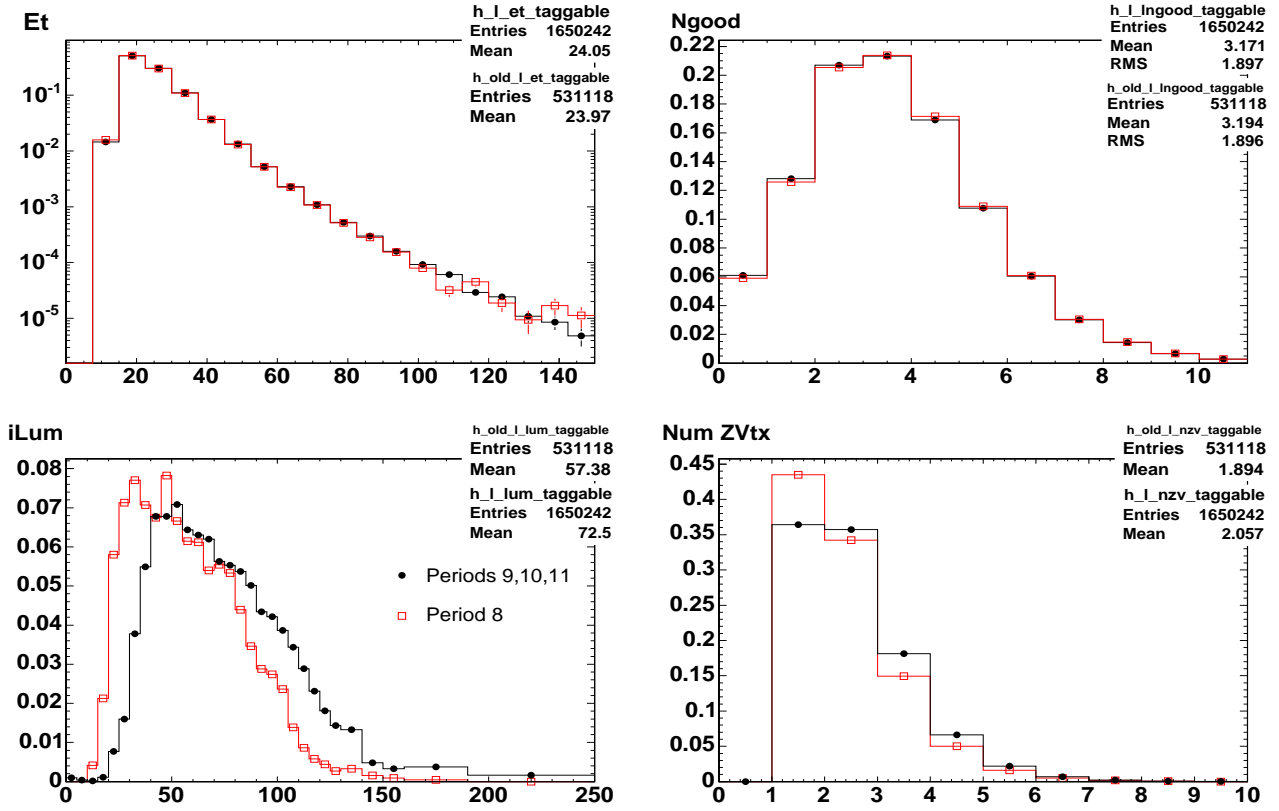 Et
h_l_et_taggable
Entries 1650242
Mean 24.05
h_old_l_et_taggable
Entries 531118
Mean 23.97
10-1
10-2
10-3
10-4
10-5
0 20 40 60 80 100 120 140
Ngood
h_l_lngood_taggable
Entries 1650242
Mean 3.171
RMS 1.897
h_old_l_lngood_taggable
Entries 531118
Mean 3.194
RMS 1.896
0.22
0.2
0.18
0.16
0.14
0.12
0.1
0.08
0.06
0.04
0.02
0
0 2 4 6 8 10
iLum
h_old_l_lum_taggable
Entries 531118
Mean 57.38
h_l_lum_taggable
Entries 1650242
Mean 72.5
Periods 9,10,11
Period 8
0.08
0.07
0.06
0.05
0.04
0.03
0.02
0.01
0
0 50 100 150 200 250
Num ZVtx
h_old_l_nzv_taggable
Entries 531118
Mean 1.894
h_l_nzv_taggable
Entries 1650242
Mean 2.057
0.45
0.4
0.35
0.3
0.25
0.2
0.15
0.1
0.05
0
0 1 2 3 4 5 6 7 8 9 10